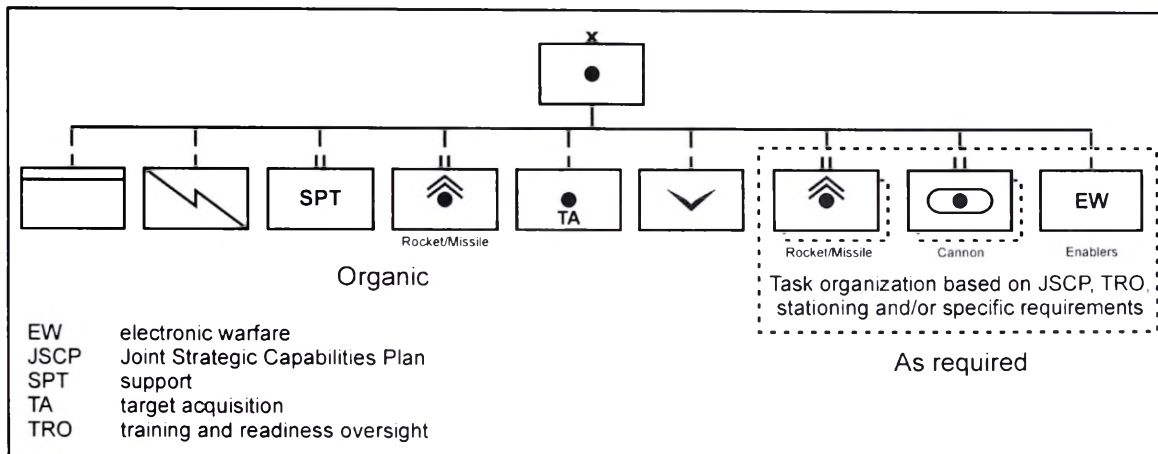 X
SPT
TA
EW
Rocket/Missile
Rocket/Missile
Cannon
Enablers
Organic
Task organization based on JSCP, TRO,
stationing and/or specific requirements
As required
EW electronic warfare
JSCP Joint Strategic Capabilities Plan
SPT support
TA target acquisition
TRO training and readiness oversight